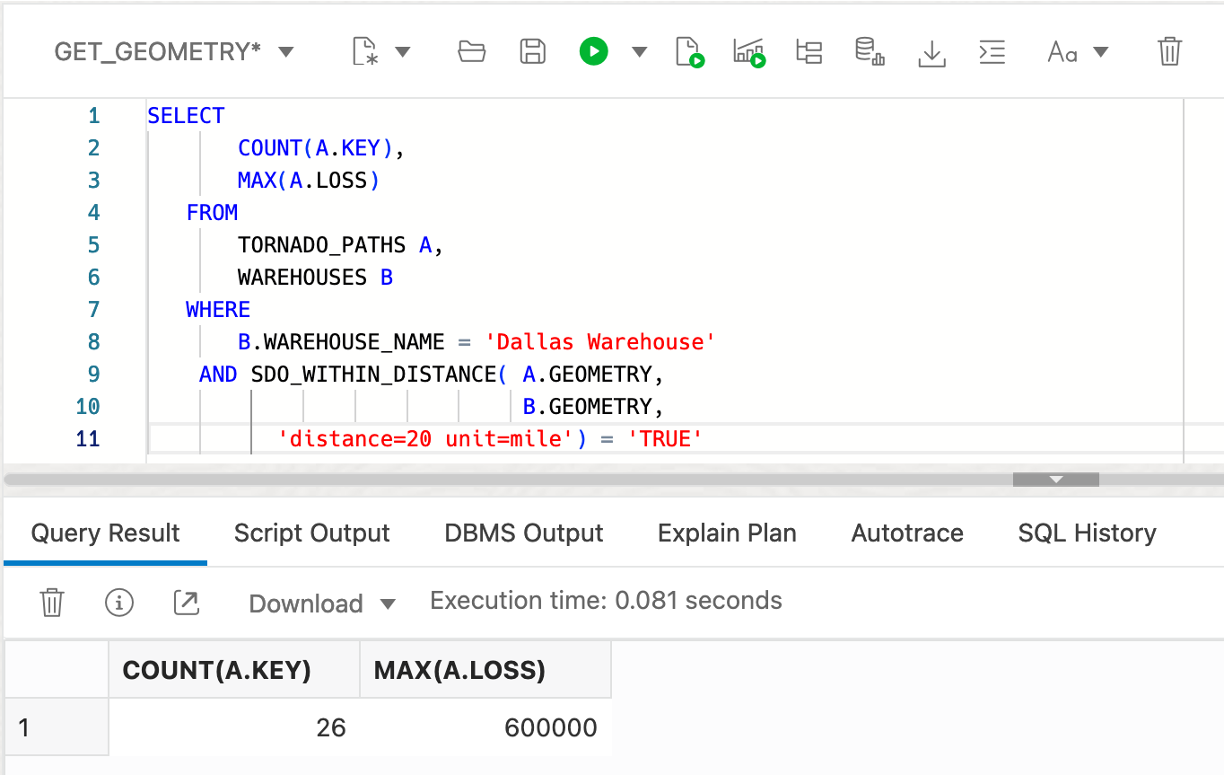 GET_GEOMETRY*
Aa
1 SELECT
2 COUNT(A.KEY),
3 MAX(A.LOSS)
4 FROM
5 TORNADO_PATHS A,
6 WAREHOUSES B
7 WHERE
8 B.WAREHOUSE_NAME = 'Dallas Warehouse'
9 AND SDO_WITHIN_DISTANCE( A.GEOMETRY,
10 B.GEOMETRY,
11 'distance=20 unit=mile') = 'TRUE'
Query Result Script Output DBMS Output Explain Plan Autotrace SQL History
Download Execution time: 0.081 seconds
COUNT(A.KEY) MAX(A.LOSS)
1 26 600000